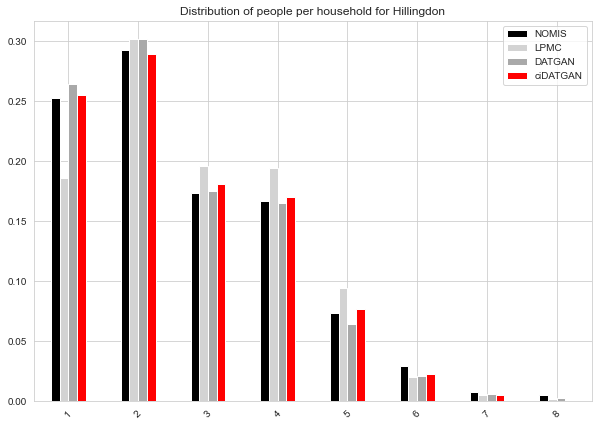 Distribution of people per household for Hillingdon
NOMIS
LPMC
DATGAN
ciDATGAN
0.30
0.25
0.20
0.15
0.10
0.05
0.00
1 2 3 4 5 6 7 8